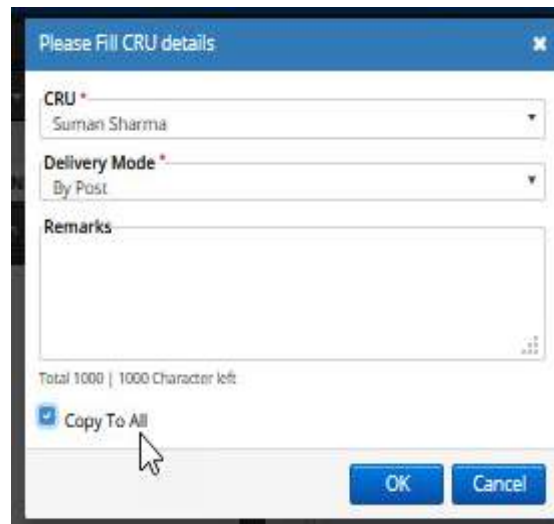 Please Fill CRU details
CRU *
Suman Sharma
Delivery Mode *
By Post
Remarks
Total 1000 | 1000 Character left
Copy To All
OK Cancel